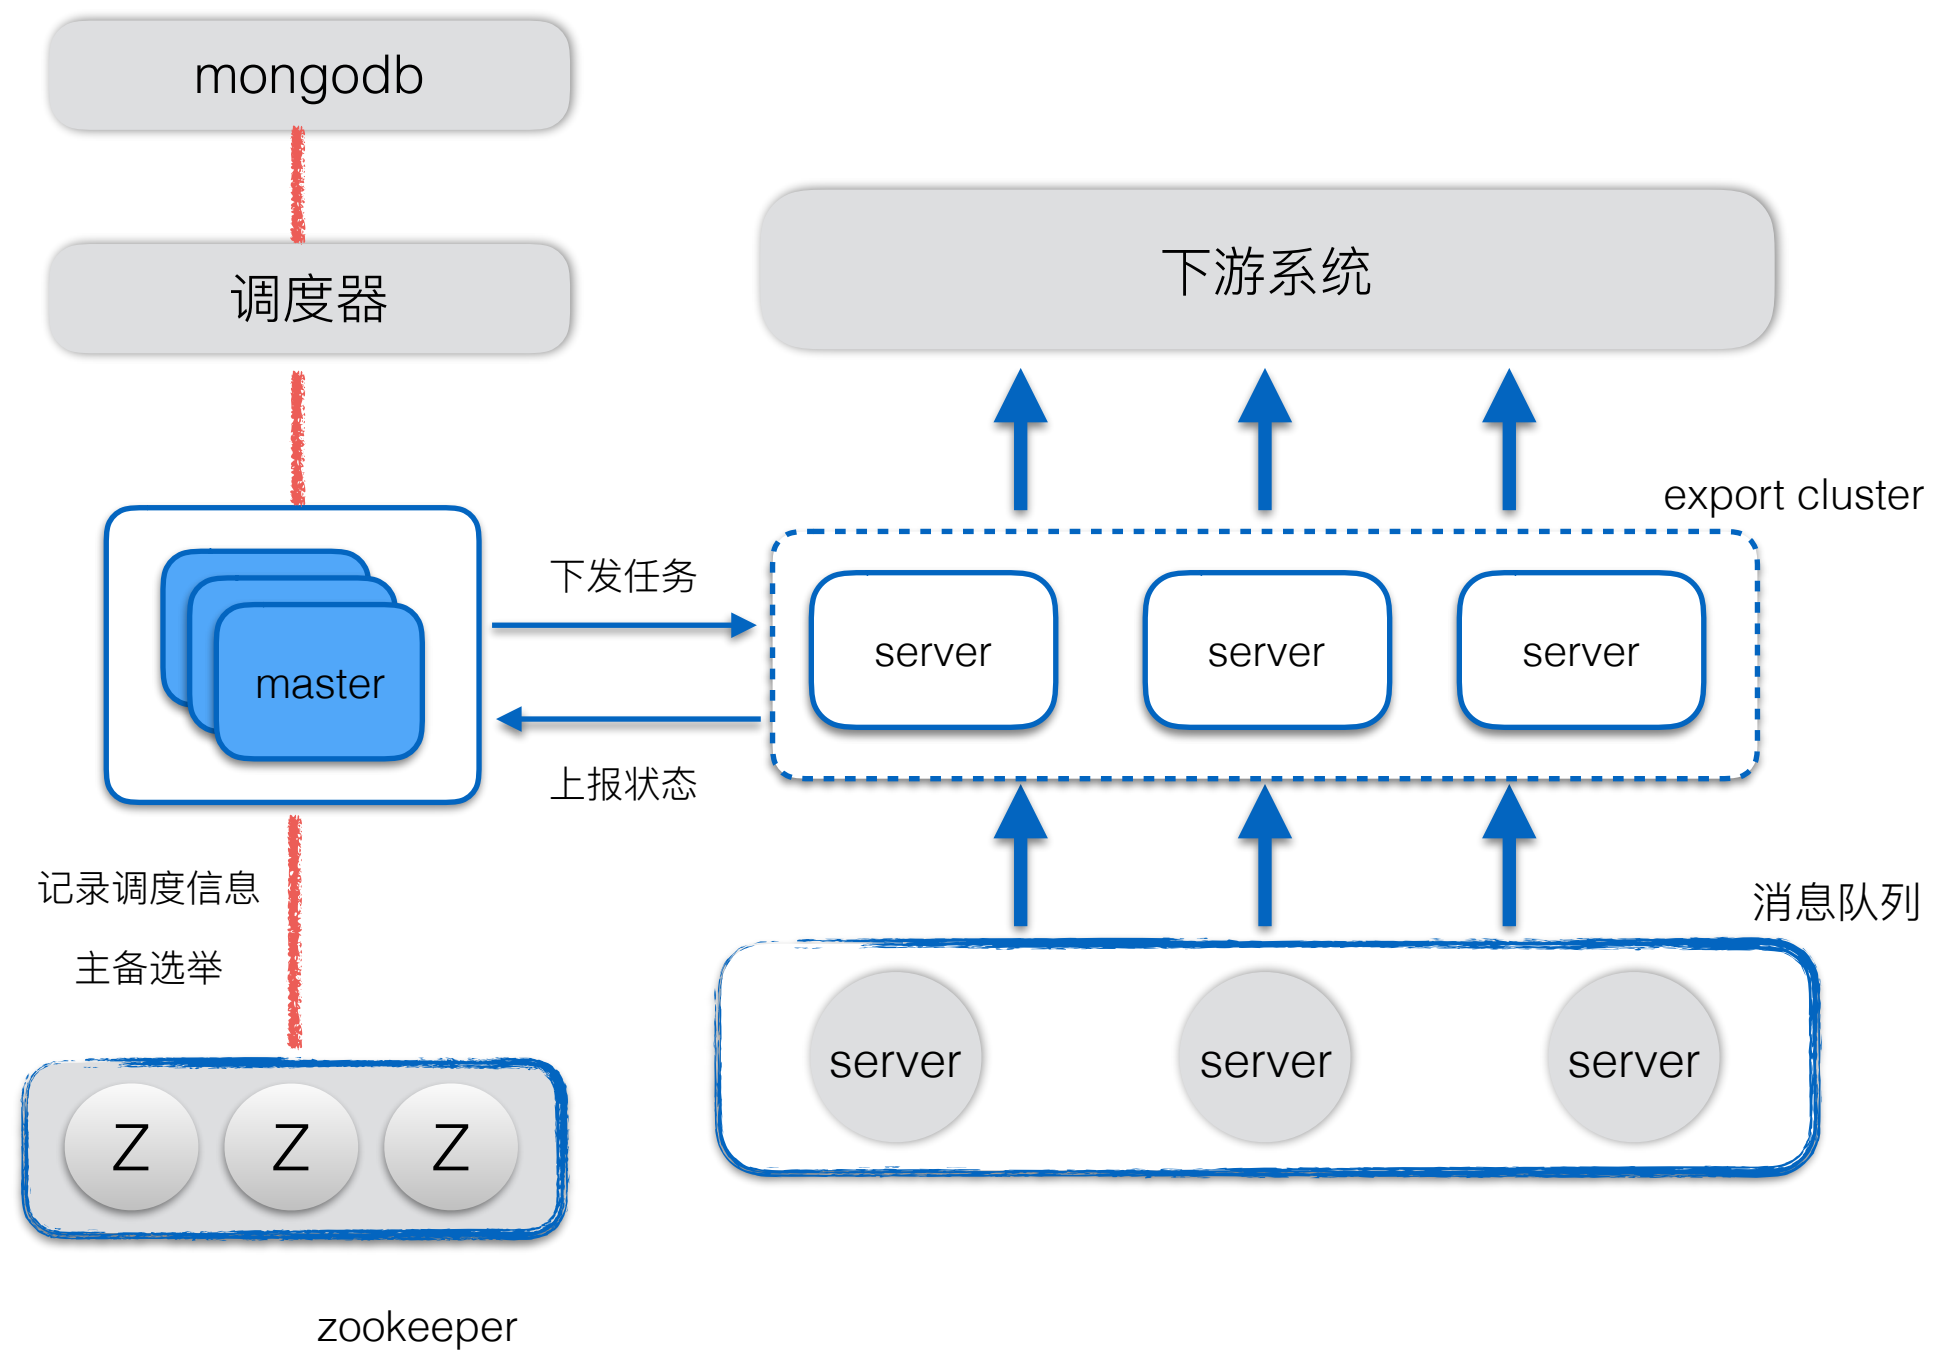 mongodb
调度器
下游系统
export cluster
master
下发任务
上报状态
server
server
server
记录调度信息
主备选举
消息队列
server
server
server
Z
Z
Z
zookeeper